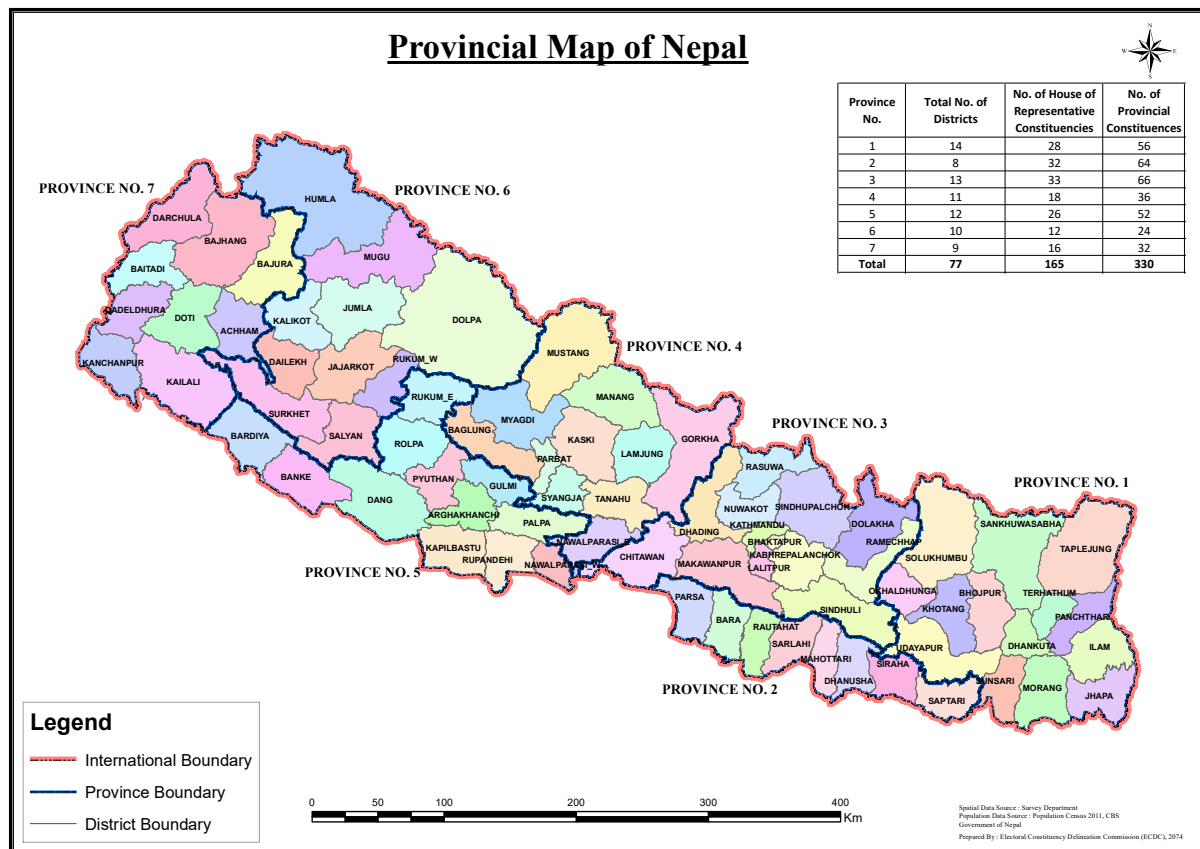 Provincial Map of Nepal
N
W E
S
Province No. Total No. of Districts No. of House of Representative Constituencies No. of Provincial Constituences
1 14 28 56
2 8 32 64
3 13 33 66
4 11 18 36
5 12 26 52
6 10 12 24
7 9 16 32
Total 77 165 330
PROVINCE NO. 7
PROVINCE NO. 6
HUMLA
DARCHULA
BAJHANG
MUGU
BAJURA
BAITADI
DADELDHURA
DOTI
ACHHAM
KALIKOT
JUMLA
DOLPA
PROVINCE NO. 4
MUSTANG
KANCHANPUR
KAILALI
DAILEKH
JAJARKOT
RUKUM_W
RUKUM_E
MANANG
SURKHET
SALYAN
MYAGDI
BAGLUNG
KASKI
GORKHA
PROVINCE NO. 3
BARDIYA
ROLPA
PARBAT
LAMJUNG
RASUWA
BANKE
PYUTHAN
GULMI
SYANGJA
TANAHU
NUWAKOT
SINDHUPALCHOK
PROVINCE NO. 1
DANG
ARGHAKHANCHI
PALPA
DHADING
KATHMANDU
DOLAKHA
SANKHUWASABHA
TAPLEJUNG
KAPILBASTU
RUPANDEHI
NAWALPARASI_E
NAWALPARASI_W
CHITAWAN
BHAKTAPUR
KABHREPALANCHOK
LALITPUR
RAMECHHAP
SOLUKHUMBU
PROVINCE NO. 5
MAKAWANPUR
OKHALDHUNGA
KHOTANG
BHOJPUR
TERHATHUM
PANCHTHAR
PARSA
BARA
RAUTAHAT
SARLAHI
SINDHULI
UDAYAPUR
DHANKUTA
ILAM
MAHOTTARI
DHANUSHA
SIRAHA
SAPTARI
SUNSARI
MORANG
JHAPA
PROVINCE NO. 2
Legend
International Boundary
Province Boundary
District Boundary
0 50 100 200 300 400
Km
Spatial Data Source : Survey Department
Population Data Source : Population Census 2011, CBS
Government of Nepal
Prepared By : Electoral Constituency Delineation Commission (ECDC), 2074